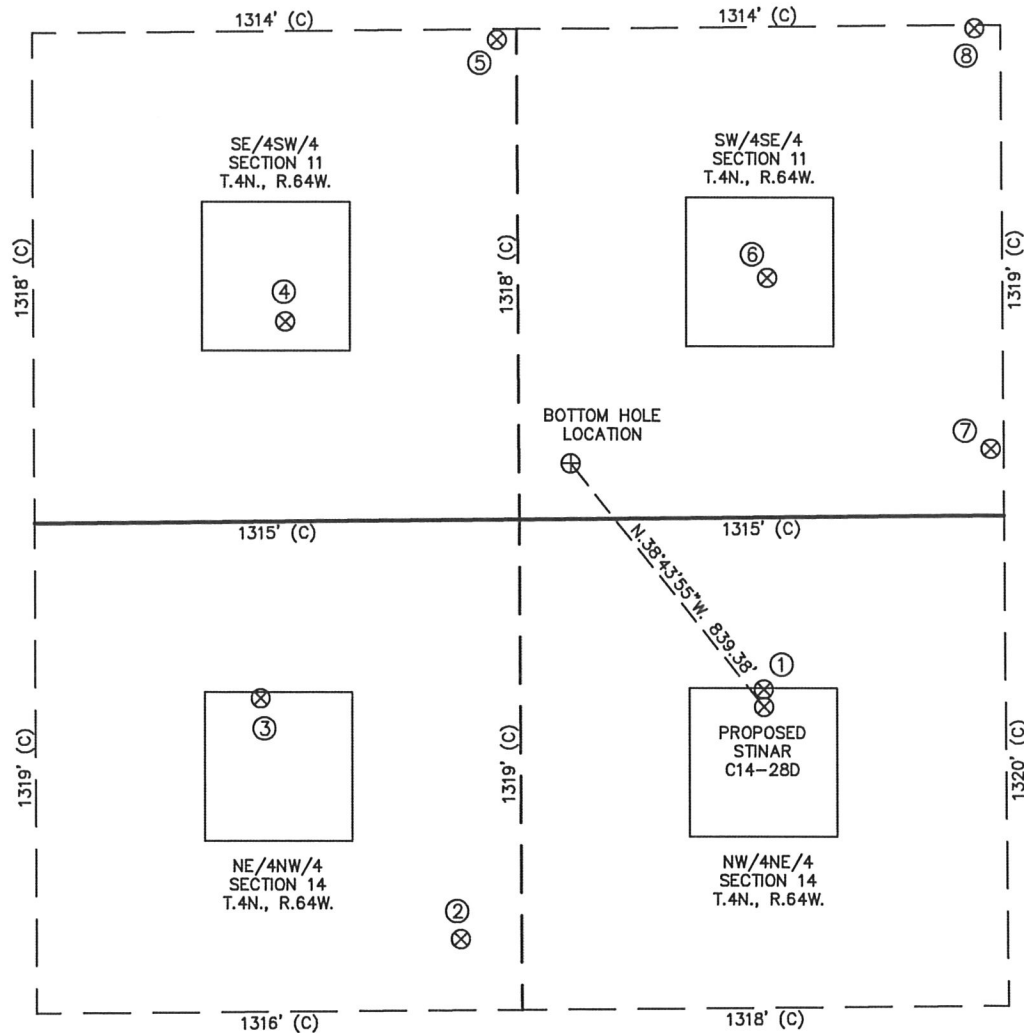 1314' (C)
1314' (C)
⑤
⑧
SE/4SW/4
SECTION 11
T.4N., R.64W.
SW/4SE/4
SECTION 11
T.4N., R.64W.
1318' (C)
④
1318' (C)
⑥
1319' (C)
BOTTOM HOLE
LOCATION
⑦
1315' (C)
1315' (C)
N.38°43'55"W. 839.38'
①
③
PROPOSED
STINAR
C14-28D
1319' (C)
1319' (C)
1320' (C)
NE/4NW/4
SECTION 14
T.4N., R.64W.
NW/4NE/4
SECTION 14
T.4N., R.64W.
②
1316' (C)
1318' (C)